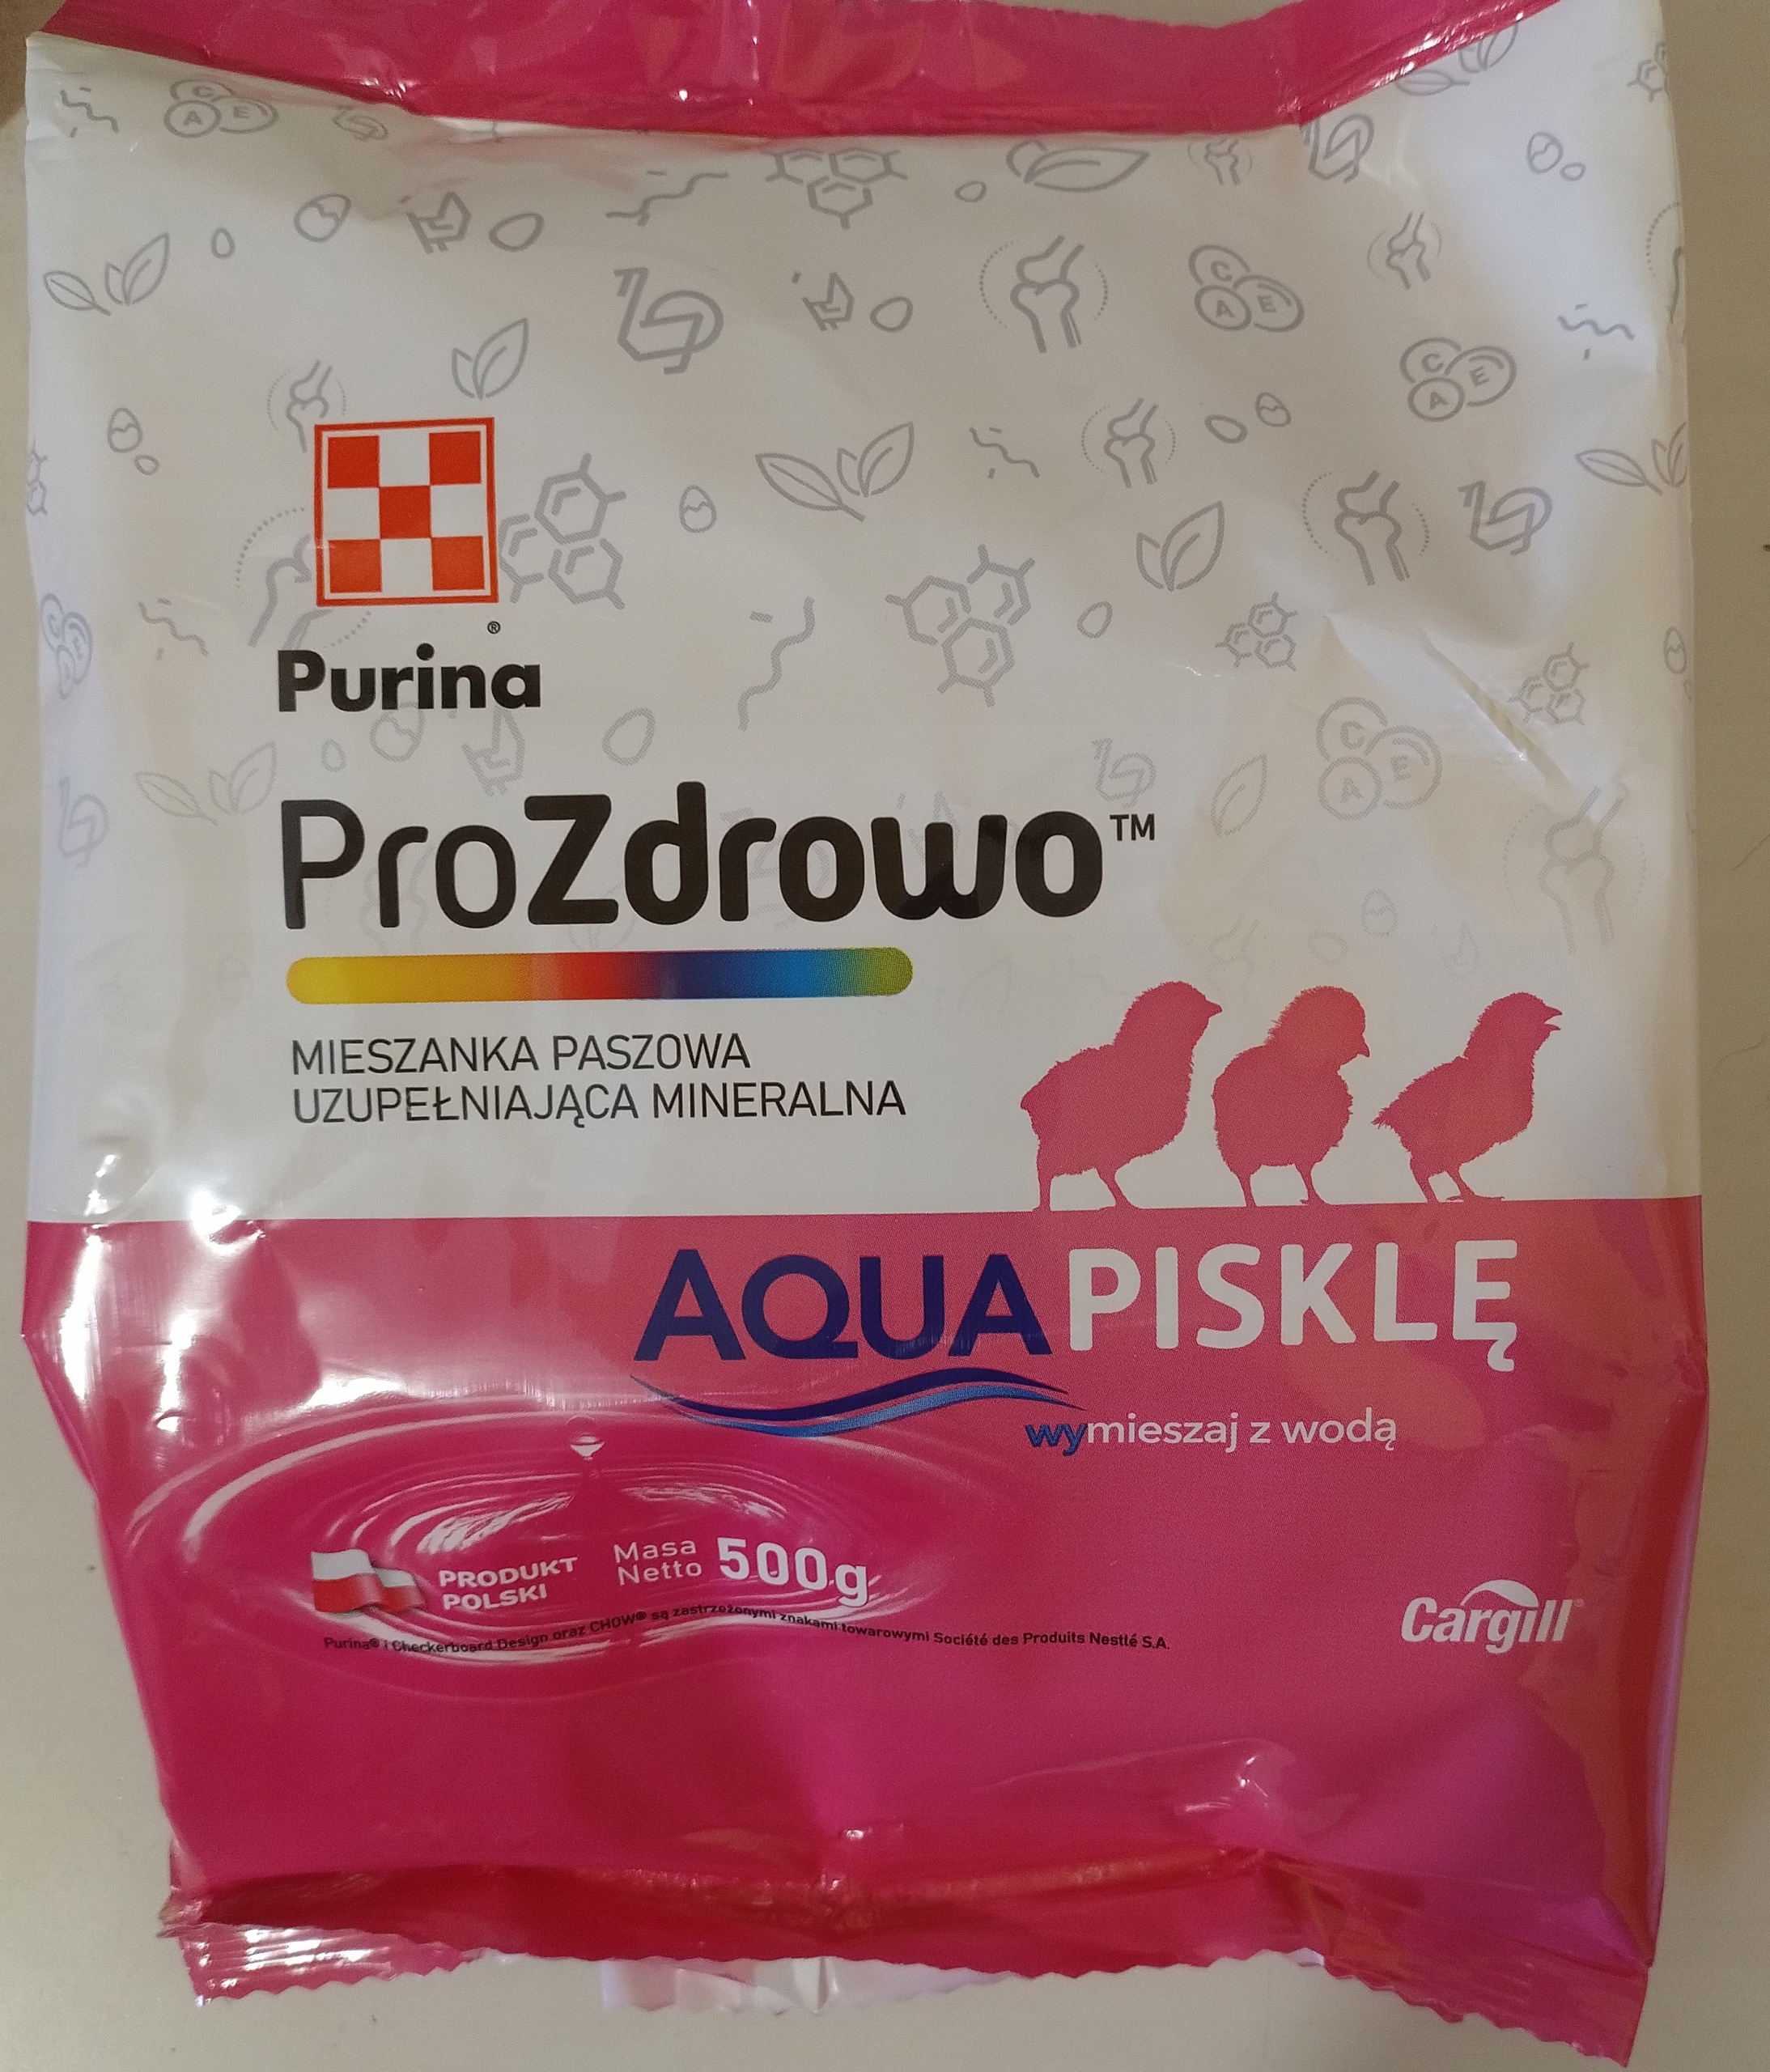 Purina®
ProZdrowo™
MIESZANKA PASZOWA
UZUPEŁNIAJĄCA MINERALNA
AQUA PISKLĘ
wymieszaj z wodą
PRODUKT
POLSKI
Masa
Netto
500g
Purina® i Checkerboard Design oraz CHOW® są zastrzeżonymi znakami towarowymi Société des Produits Nestlé S.A.
Cargill®